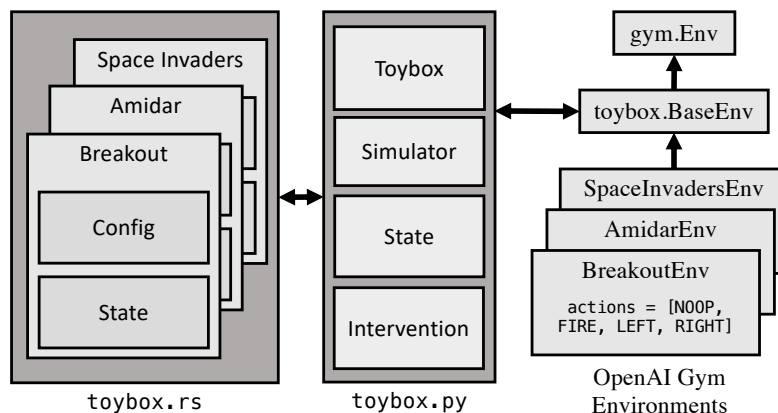 Space Invaders
Amidar
Breakout
Config
State
toybox.rs
Toybox
Simulator
State
Intervention
toybox.py
gym.Env
toybox.BaseEnv
SpaceInvadersEnv
AmidarEnv
BreakoutEnv
actions = [NOOP,
FIRE, LEFT, RIGHT]
OpenAI Gym
Environments